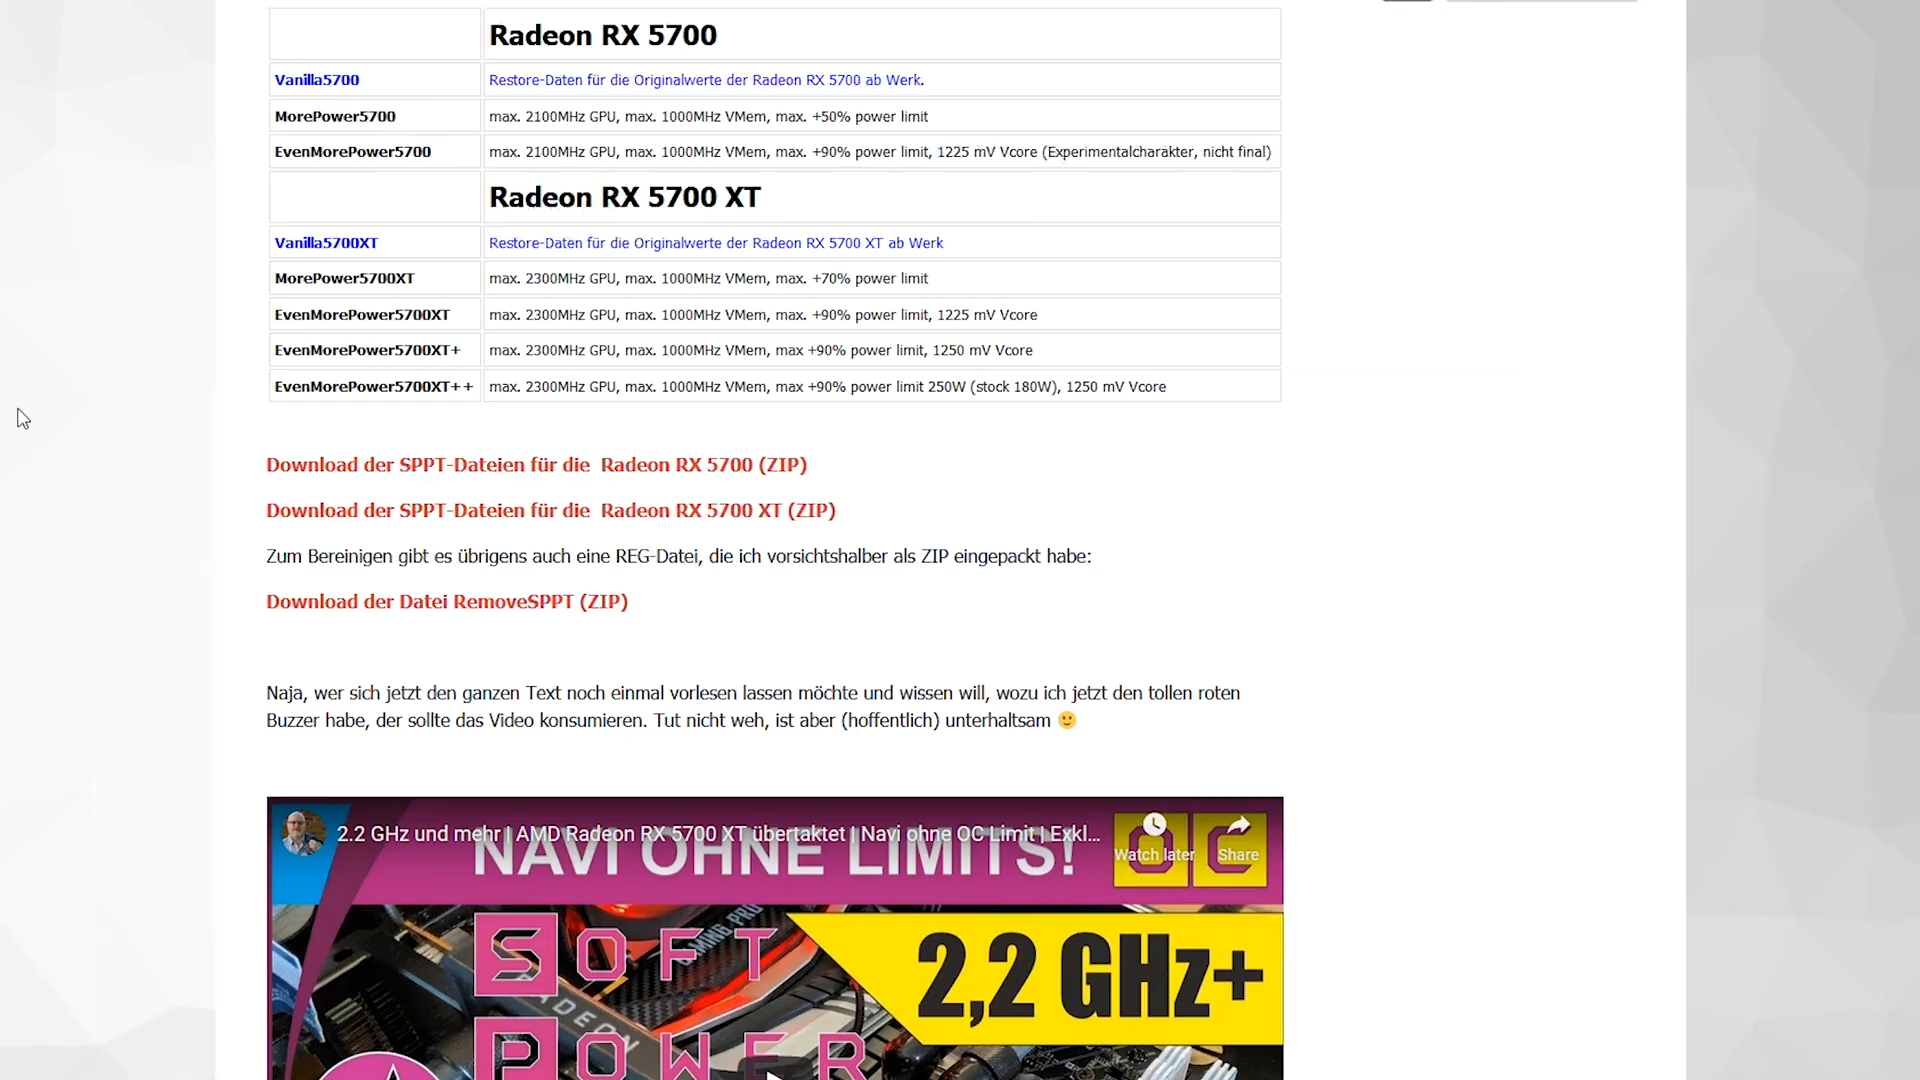 Radeon RX 5700
Vanilla5700 Restore-Daten für die Originalwerte der Radeon RX 5700 ab Werk.
MorePower5700 max. 2100MHz GPU, max. 1000MHz VMem, max. +50% power limit
EvenMorePower5700 max. 2100MHz GPU, max. 1000MHz VMem, max. +90% power limit, 1225 mV Vcore (Experimentalcharakter, nicht final)
Radeon RX 5700 XT
Vanilla5700XT Restore-Daten für die Originalwerte der Radeon RX 5700 XT ab Werk
MorePower5700XT max. 2300MHz GPU, max. 1000MHz VMem, max. +70% power limit
EvenMorePower5700XT max. 2300MHz GPU, max. 1000MHz VMem, max. +90% power limit, 1225 mV Vcore
EvenMorePower5700XT+ max. 2300MHz GPU, max. 1000MHz VMem, max +90% power limit, 1250 mV Vcore
EvenMorePower5700XT++ max. 2300MHz GPU, max. 1000MHz VMem, max +90% power limit 250W (stock 180W), 1250 mV Vcore
Download der SPPT-Dateien für die Radeon RX 5700 (ZIP)
Download der SPPT-Dateien für die Radeon RX 5700 XT (ZIP)
Zum Bereinigen gibt es übrigens auch eine REG-Datei, die ich vorsichtshalber als ZIP eingepackt habe:
Download der Datei RemoveSPPT (ZIP)
Naja, wer sich jetzt den ganzen Text noch einmal vorlesen lassen möchte und wissen will, wozu ich jetzt den tollen roten
Buzzer habe, der sollte das Video konsumieren. Tut nicht weh, ist aber (hoffentlich) unterhaltsam 🙂
2.2 GHz und mehr | AMD Radeon RX 5700 XT übertaktet | Navi ohne OC Limit | Exkl...
Watch later Share
NAVI OHNE LIMITS! OC
SOFT
GAMING PRO
2,2 GHz+
RADEON
POWER